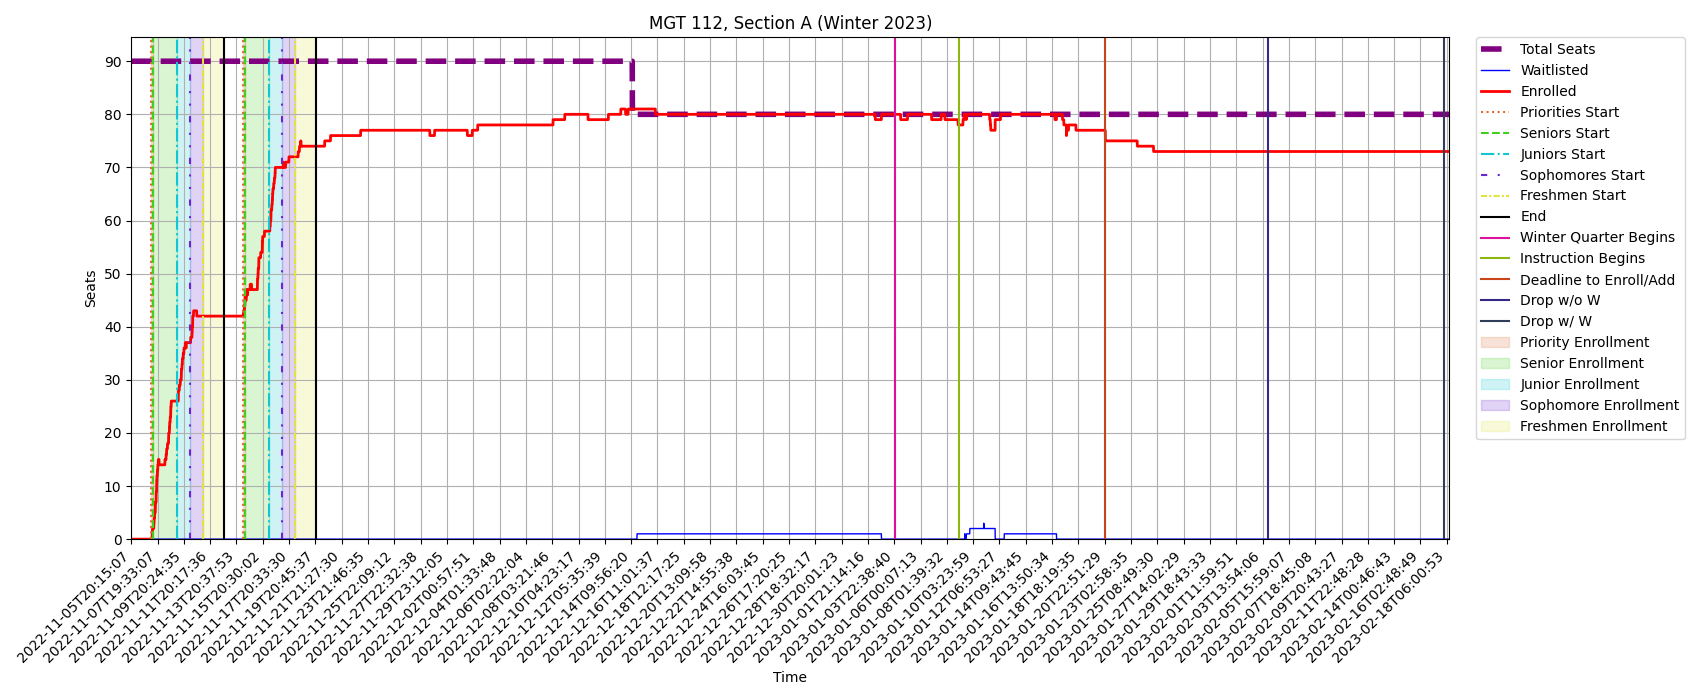 MGT 112, Section A (Winter 2023)
Seats
90
80
70
60
50
40
30
20
10
0
2022-11-05T20:15:07
2022-11-07T19:33:07
2022-11-09T20:24:35
2022-11-11T20:17:36
2022-11-13T20:37:53
2022-11-15T20:30:02
2022-11-17T20:33:30
2022-11-19T20:45:37
2022-11-21T21:27:30
2022-11-23T21:46:35
2022-11-25T22:09:12
2022-11-27T22:32:38
2022-11-29T23:12:05
2022-12-02T00:57:51
2022-12-04T01:33:48
2022-12-06T02:22:04
2022-12-08T03:21:46
2022-12-10T04:23:17
2022-12-12T05:35:39
2022-12-14T09:56:20
2022-12-16T11:01:37
2022-12-18T12:17:25
2022-12-20T13:09:58
2022-12-22T14:55:38
2022-12-24T16:03:45
2022-12-26T17:20:25
2022-12-28T18:32:17
2022-12-30T20:01:23
2023-01-01T21:14:16
2023-01-03T22:38:40
2023-01-06T00:07:13
2023-01-08T01:39:32
2023-01-10T03:23:59
2023-01-12T06:53:27
2023-01-14T09:43:45
2023-01-16T13:50:34
2023-01-18T18:19:35
2023-01-20T22:51:29
2023-01-23T02:58:35
2023-01-25T08:49:30
2023-01-27T14:02:29
2023-01-29T18:43:33
2023-02-01T11:59:51
2023-02-03T13:54:06
2023-02-05T15:59:07
2023-02-07T18:45:08
2023-02-09T20:43:27
2023-02-11T22:48:28
2023-02-14T00:46:43
2023-02-16T02:48:49
2023-02-18T06:00:53
Time
Total Seats
Waitlisted
Enrolled
Priorities Start
Seniors Start
Juniors Start
Sophomores Start
Freshmen Start
End
Winter Quarter Begins
Instruction Begins
Deadline to Enroll/Add
Drop w/o W
Drop w/ W
Priority Enrollment
Senior Enrollment
Junior Enrollment
Sophomore Enrollment
Freshmen Enrollment